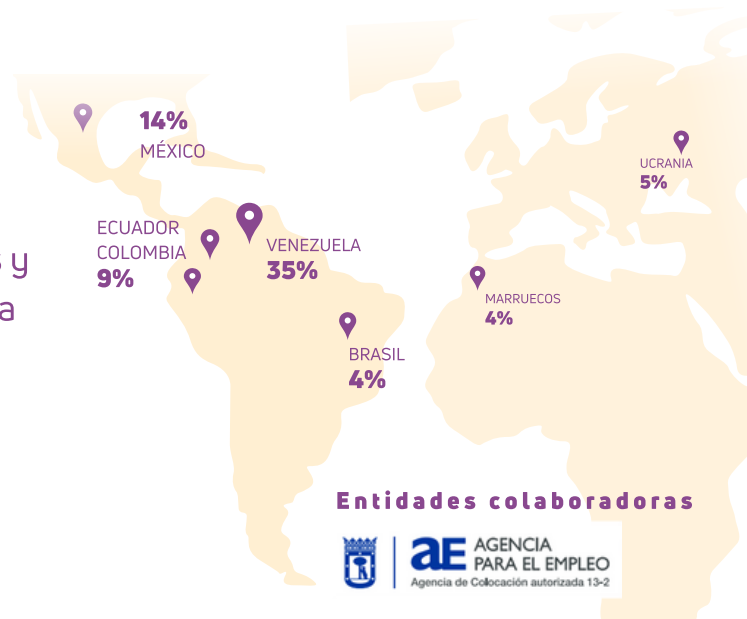 14%
MÉXICO
UCRANIA
5%
ECUADOR
COLOMBIA
9%
VENEZUELA
35%
y
a
MARRUECOS
4%
BRASIL
4%
Entidades colaboradoras
aE AGENCIA
PARA EL EMPLEO
Agencia de Colocación autorizada 13-2